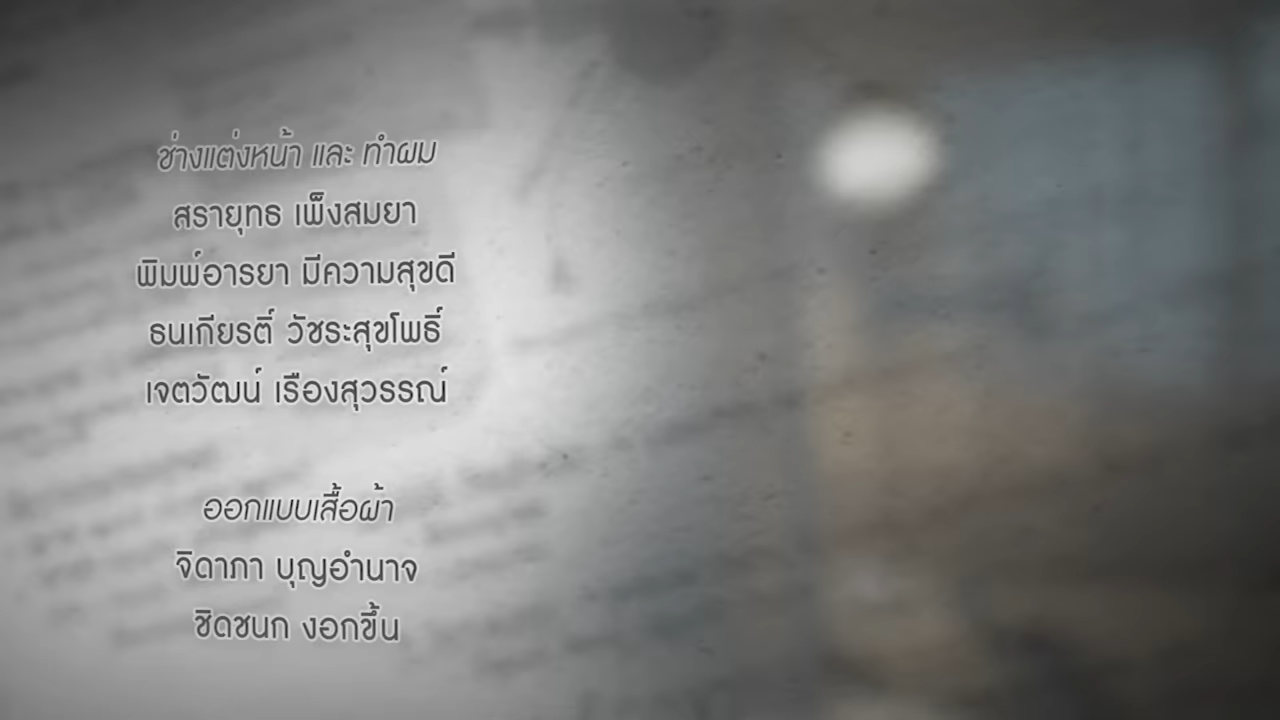 ช่างแต่งหน้า และ ทำผม
สรายุทธ เพ็งสมยา
พิมพ์อารยา มีความสุขดี
ธนเกียรติ์ วัชระสุขโพธิ์
เจตวัฒน์ เรืองสุวรรณ์
ออกแบบเสื้อผ้า
จิดาภา บุญอำนาจ
ชิดชนก งอกขึ้น